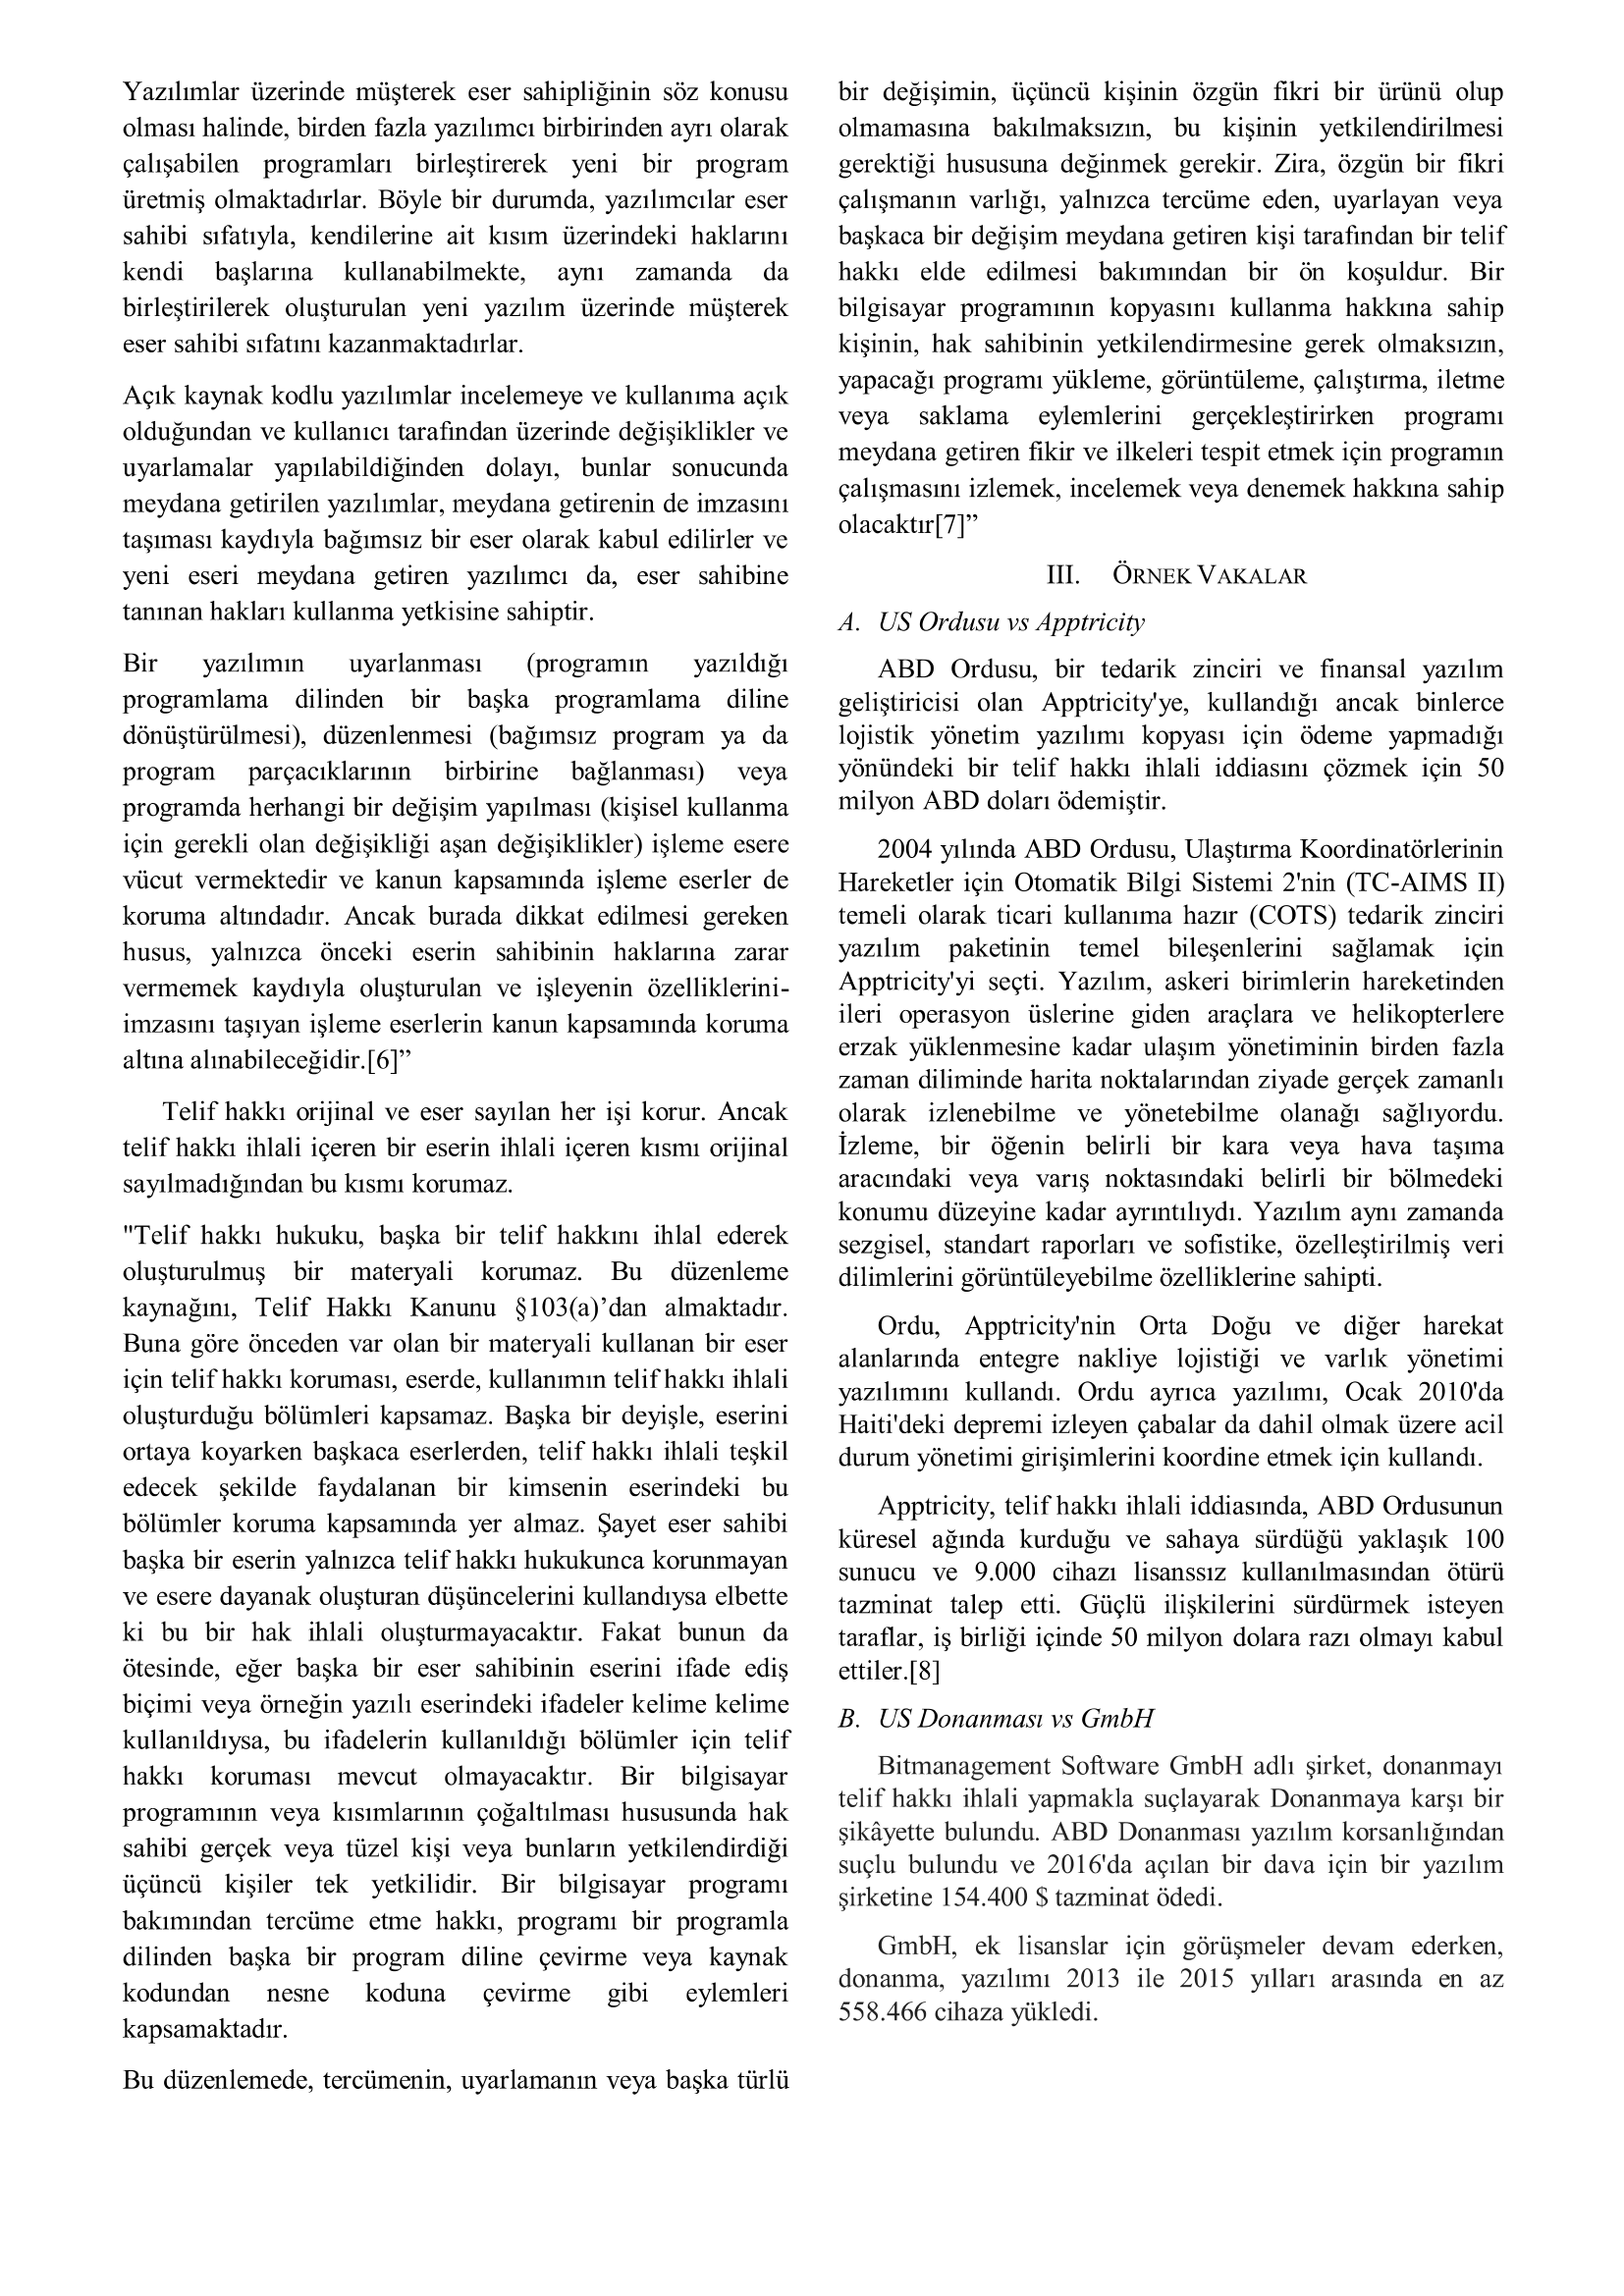 Yazılımlar üzerinde müşterek eser sahipliğinin söz konusu
olması halinde, birden fazla yazılımcı birbirinden ayrı olarak
çalışabilen programları birleştirerek yeni bir program
üretmiş olmaktadırlar. Böyle bir durumda, yazılımcılar eser
sahibi sıfatıyla, kendilerine ait kısım üzerindeki haklarını
kendi başlarına kullanabilmekte, aynı zamanda da
birleştirilerek oluşturulan yeni yazılım üzerinde müşterek
eser sahibi sıfatını kazanmaktadırlar.
Açık kaynak kodlu yazılımlar incelemeye ve kullanıma açık
olduğundan ve kullanıcı tarafından üzerinde değişiklikler ve
uyarlamalar yapılabildiğinden dolayı, bunlar sonucunda
meydana getirilen yazılımlar, meydana getirenin de imzasını
taşıması kaydıyla bağımsız bir eser olarak kabul edilirler ve
yeni eseri meydana getiren yazılımcı da, eser sahibine
tanınan hakları kullanma yetkisine sahiptir.
Bir yazılımın uyarlanması (programın yazıldığı
programlama dilinden bir başka programlama diline
dönüştürülmesi), düzenlenmesi (bağımsız program ya da
program parçacıklarının birbirine bağlanması) veya
programda herhangi bir değişim yapılması (kişisel kullanma
için gerekli olan değişikliği aşan değişiklikler) işleme esere
vücut vermektedir ve kanun kapsamında işleme eserler de
koruma altındadır. Ancak burada dikkat edilmesi gereken
husus, yalnızca önceki eserin sahibinin haklarına zarar
vermemek kaydıyla oluşturulan ve işleyenin özelliklerini-
imzasını taşıyan işleme eserlerin kanun kapsamında koruma
altına alınabileceğidir.[6]”
Telif hakkı orijinal ve eser sayılan her işi korur. Ancak
telif hakkı ihlali içeren bir eserin ihlali içeren kısmı orijinal
sayılmadığından bu kısmı korumaz.
"Telif hakkı hukuku, başka bir telif hakkını ihlal ederek
oluşturulmuş bir materyali korumaz. Bu düzenleme
kaynağını, Telif Hakkı Kanunu §103(a)’dan almaktadır.
Buna göre önceden var olan bir materyali kullanan bir eser
için telif hakkı koruması, eserde, kullanımın telif hakkı ihlali
oluşturduğu bölümleri kapsamaz. Başka bir deyişle, eserini
ortaya koyarken başkaca eserlerden, telif hakkı ihlali teşkil
edecek şekilde faydalanan bir kimsenin eserindeki bu
bölümler koruma kapsamında yer almaz. Şayet eser sahibi
başka bir eserin yalnızca telif hakkı hukukunca korunmayan
ve esere dayanak oluşturan düşüncelerini kullandıysa elbette
ki bu bir hak ihlali oluşturmayacaktır. Fakat bunun da
ötesinde, eğer başka bir eser sahibinin eserini ifade ediş
biçimi veya örneğin yazılı eserindeki ifadeler kelime kelime
kullanıldıysa, bu ifadelerin kullanıldığı bölümler için telif
hakkı koruması mevcut olmayacaktır. Bir bilgisayar
programının veya kısımlarının çoğaltılması hususunda hak
sahibi gerçek veya tüzel kişi veya bunların yetkilendirdiği
üçüncü kişiler tek yetkilidir. Bir bilgisayar programı
bakımından tercüme etme hakkı, programı bir programla
dilinden başka bir program diline çevirme veya kaynak
kodundan nesne koduna çevirme gibi eylemleri
kapsamaktadır.
Bu düzenlemede, tercümenin, uyarlamanın veya başka türlü
bir değişimin, üçüncü kişinin özgün fikri bir ürünü olup
olmamasına bakılmaksızın, bu kişinin yetkilendirilmesi
gerektiği hususuna değinmek gerekir. Zira, özgün bir fikri
çalışmanın varlığı, yalnızca tercüme eden, uyarlayan veya
başkaca bir değişim meydana getiren kişi tarafından bir telif
hakkı elde edilmesi bakımından bir ön koşuldur. Bir
bilgisayar programının kopyasını kullanma hakkına sahip
kişinin, hak sahibinin yetkilendirmesine gerek olmaksızın,
yapacağı programı yükleme, görüntüleme, çalıştırma, iletme
veya saklama eylemlerini gerçekleştirirken programı
meydana getiren fikir ve ilkeleri tespit etmek için programın
çalışmasını izlemek, incelemek veya denemek hakkına sahip
olacaktır[7]”
III. ÖRNEK VAKALAR
A. US Ordusu vs Apptricity
ABD Ordusu, bir tedarik zinciri ve finansal yazılım
geliştiricisi olan Apptricity'ye, kullandığı ancak binlerce
lojistik yönetim yazılımı kopyası için ödeme yapmadığı
yönündeki bir telif hakkı ihlali iddiasını çözmek için 50
milyon ABD doları ödemiştir.
2004 yılında ABD Ordusu, Ulaştırma Koordinatörlerinin
Hareketler için Otomatik Bilgi Sistemi 2'nin (TC-AIMS II)
temeli olarak ticari kullanıma hazır (COTS) tedarik zinciri
yazılım paketinin temel bileşenlerini sağlamak için
Apptricity'yi seçti. Yazılım, askeri birimlerin hareketinden
ileri operasyon üslerine giden araçlara ve helikopterlere
erzak yüklenmesine kadar ulaşım yönetiminin birden fazla
zaman diliminde harita noktalarından ziyade gerçek zamanlı
olarak izlenebilme ve yönetebilme olanağı sağlıyordu.
İzleme, bir öğenin belirli bir kara veya hava taşıma
aracındaki veya varış noktasındaki belirli bir bölmedeki
konumu düzeyine kadar ayrıntılıydı. Yazılım aynı zamanda
sezgisel, standart raporları ve sofistike, özelleştirilmiş veri
dilimlerini görüntüleyebilme özelliklerine sahipti.
Ordu, Apptricity'nin Orta Doğu ve diğer harekat
alanlarında entegre nakliye lojistiği ve varlık yönetimi
yazılımını kullandı. Ordu ayrıca yazılımı, Ocak 2010'da
Haiti'deki depremi izleyen çabalar da dahil olmak üzere acil
durum yönetimi girişimlerini koordine etmek için kullandı.
Apptricity, telif hakkı ihlali iddiasında, ABD Ordusunun
küresel ağında kurduğu ve sahaya sürdüğü yaklaşık 100
sunucu ve 9.000 cihazı lisanssız kullanılmasından ötürü
tazminat talep etti. Güçlü ilişkilerini sürdürmek isteyen
taraflar, iş birliği içinde 50 milyon dolara razı olmayı kabul
ettiler.[8]
B. US Donanması vs GmbH
Bitmanagement Software GmbH adlı şirket, donanmayı
telif hakkı ihlali yapmakla suçlayarak Donanmaya karşı bir
şikâyette bulundu. ABD Donanması yazılım korsanlığından
suçlu bulundu ve 2016'da açılan bir dava için bir yazılım
şirketine 154.400 $ tazminat ödedi.
GmbH, ek lisanslar için görüşmeler devam ederken,
donanma, yazılımı 2013 ile 2015 yılları arasında en az
558.466 cihaza yükledi.